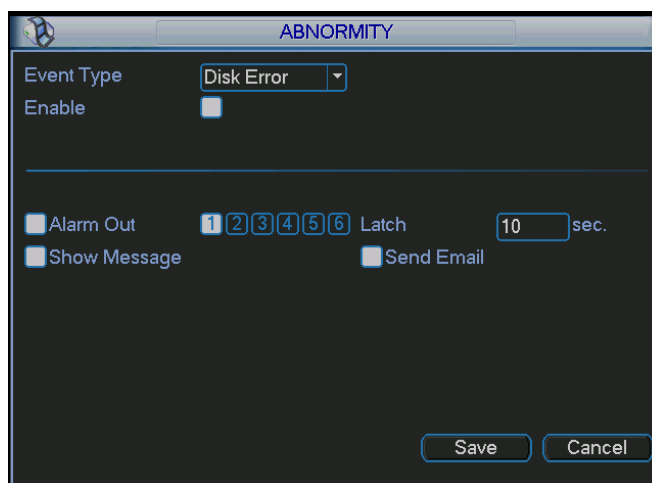 ABNORMITY
Event Type Disk Error
Enable
Alarm Out 1 2 3 4 5 6 Latch 10 sec.
Show Message Send Email
Save Cancel